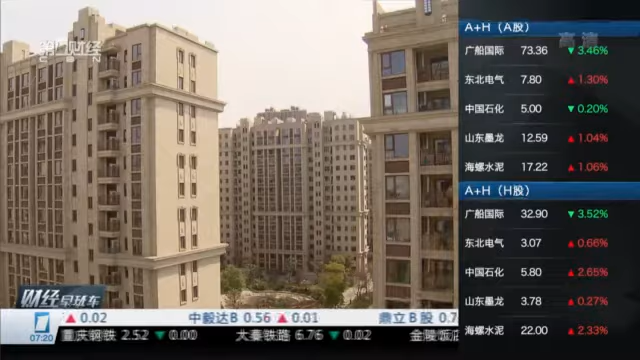 第一财经
高清
A+H（A股）
广船国际 73.36 ▼ 3.46%
东北电气 7.80 ▲ 1.30%
中国石化 5.00 ▼ 0.20%
山东墨龙 12.59 ▲ 1.04%
海螺水泥 17.22 ▲ 1.06%
A+H（H股）
广船国际 32.90 ▼ 3.52%
东北电气 3.07 ▲ 0.66%
中国石化 5.80 ▲ 2.65%
山东墨龙 3.78 ▲ 0.27%
海螺水泥 22.00 ▲ 2.33%
财经早班车
▲ 0.02 中毅达B 0.56 ▲ 0.01 鼎立B股
07:20 重庆钢铁 2.52 ▼ 0.00 大秦铁路 6.76 ▼ 0.02 金陵饭店